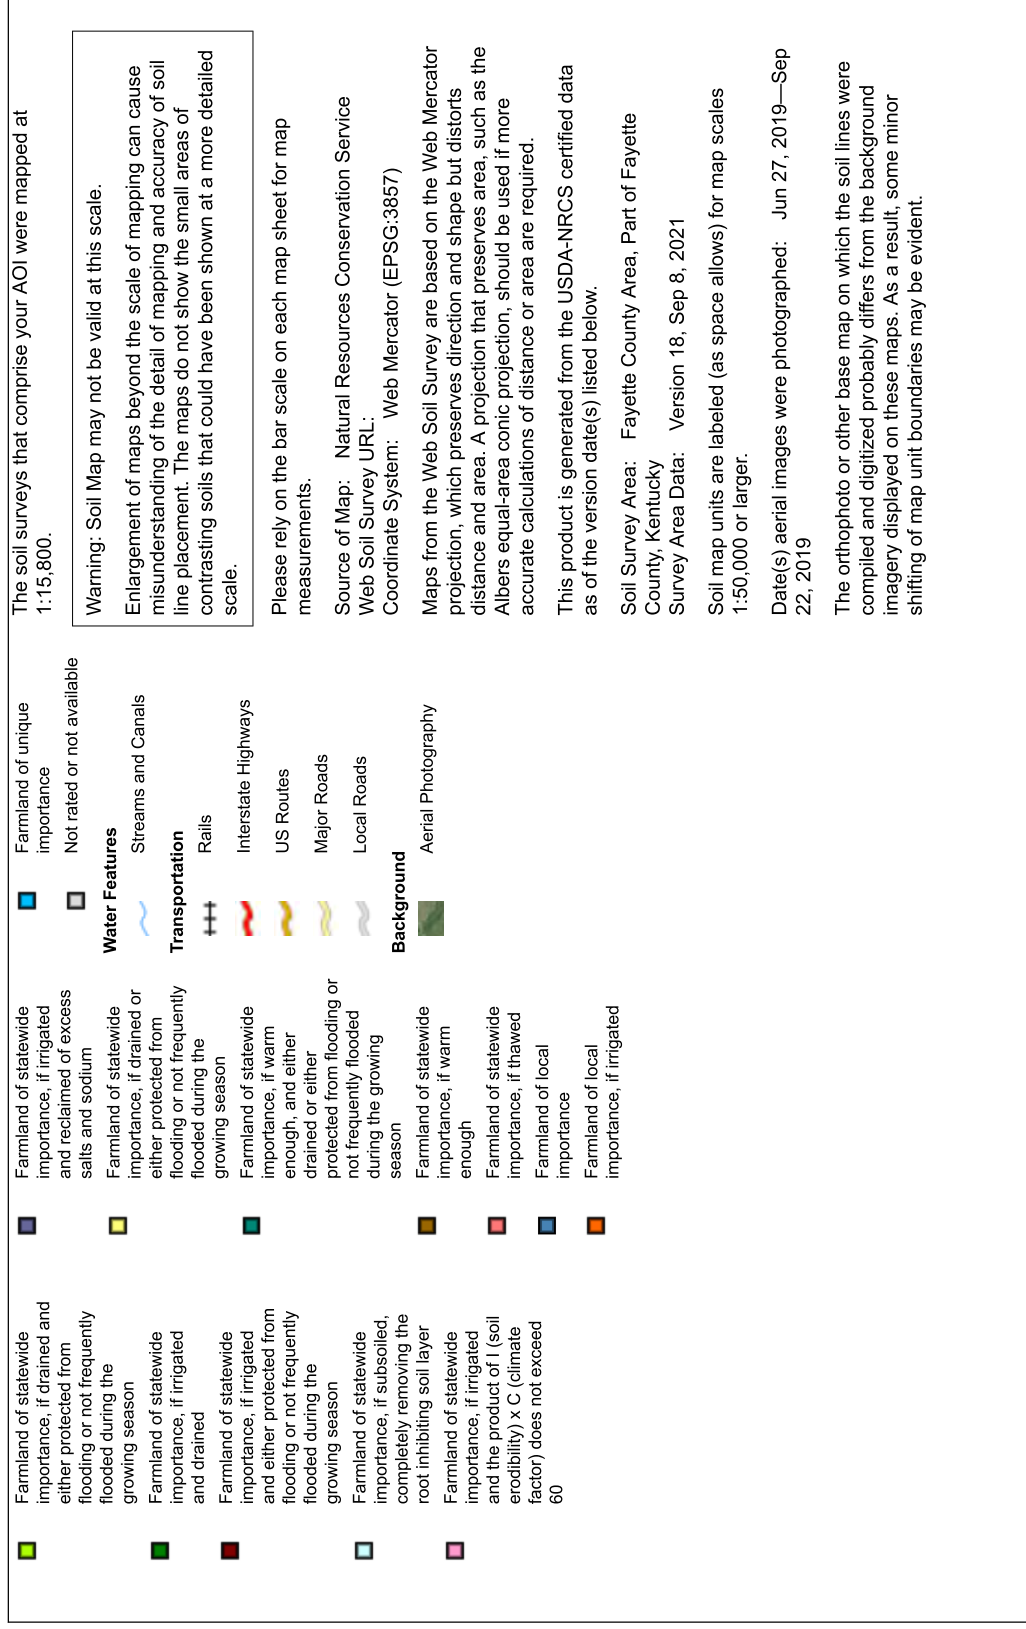 Farmland of statewide
importance, if drained and
either protected from
flooding or not frequently
flooded during the
growing season
Farmland of statewide
importance, if irrigated
and drained
Farmland of statewide
importance, if irrigated
and either protected from
flooding or not frequently
flooded during the
growing season
Farmland of statewide
importance, if subsoiled,
completely removing the
root inhibiting soil layer
Farmland of statewide
importance, if irrigated
and the product of I (soil
erodibility) x C (climate
factor) does not exceed
60
Farmland of statewide
importance, if irrigated
and reclaimed of excess
salts and sodium
Farmland of statewide
importance, if drained or
either protected from
flooding or not frequently
flooded during the
growing season
Farmland of statewide
importance, if warm
enough, and either
drained or either
protected from flooding or
not frequently flooded
during the growing
season
Farmland of statewide
importance, if warm
enough
Farmland of statewide
importance, if thawed
Farmland of local
importance
Farmland of local
importance, if irrigated
Farmland of unique
importance
Not rated or not available
Water Features
Streams and Canals
Transportation
Rails
Interstate Highways
US Routes
Major Roads
Local Roads
Background
Aerial Photography
The soil surveys that comprise your AOI were mapped at
1:15,800.
Warning: Soil Map may not be valid at this scale.
Enlargement of maps beyond the scale of mapping can cause
misunderstanding of the detail of mapping and accuracy of soil
line placement. The maps do not show the small areas of
contrasting soils that could have been shown at a more detailed
scale.
Please rely on the bar scale on each map sheet for map
measurements.
Source of Map: Natural Resources Conservation Service
Web Soil Survey URL:
Coordinate System: Web Mercator (EPSG:3857)
Maps from the Web Soil Survey are based on the Web Mercator
projection, which preserves direction and shape but distorts
distance and area. A projection that preserves area, such as the
Albers equal-area conic projection, should be used if more
accurate calculations of distance or area are required.
This product is generated from the USDA-NRCS certified data
as of the version date(s) listed below.
Soil Survey Area: Fayette County Area, Part of Fayette
County, Kentucky
Survey Area Data: Version 18, Sep 8, 2021
Soil map units are labeled (as space allows) for map scales
1:50,000 or larger.
Date(s) aerial images were photographed: Jun 27, 2019—Sep
22, 2019
The orthophoto or other base map on which the soil lines were
compiled and digitized probably differs from the background
imagery displayed on these maps. As a result, some minor
shifting of map unit boundaries may be evident.